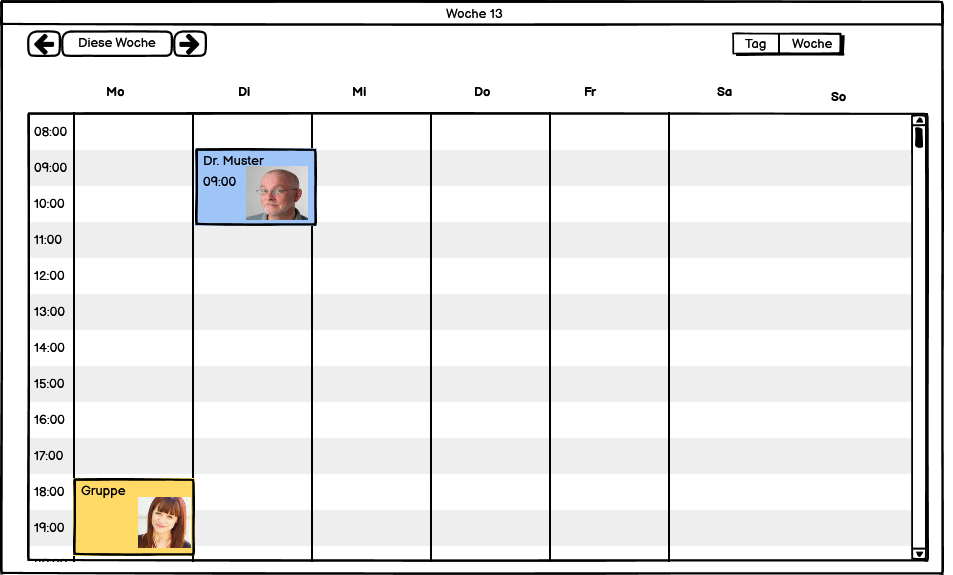 Woche 13
Diese Woche
Tag Woche
Mo Di Mi Do Fr Sa So
08:00
09:00
Dr. Muster
09:00
10:00
11:00
12:00
13:00
14:00
15:00
16:00
17:00
18:00
Gruppe
19:00